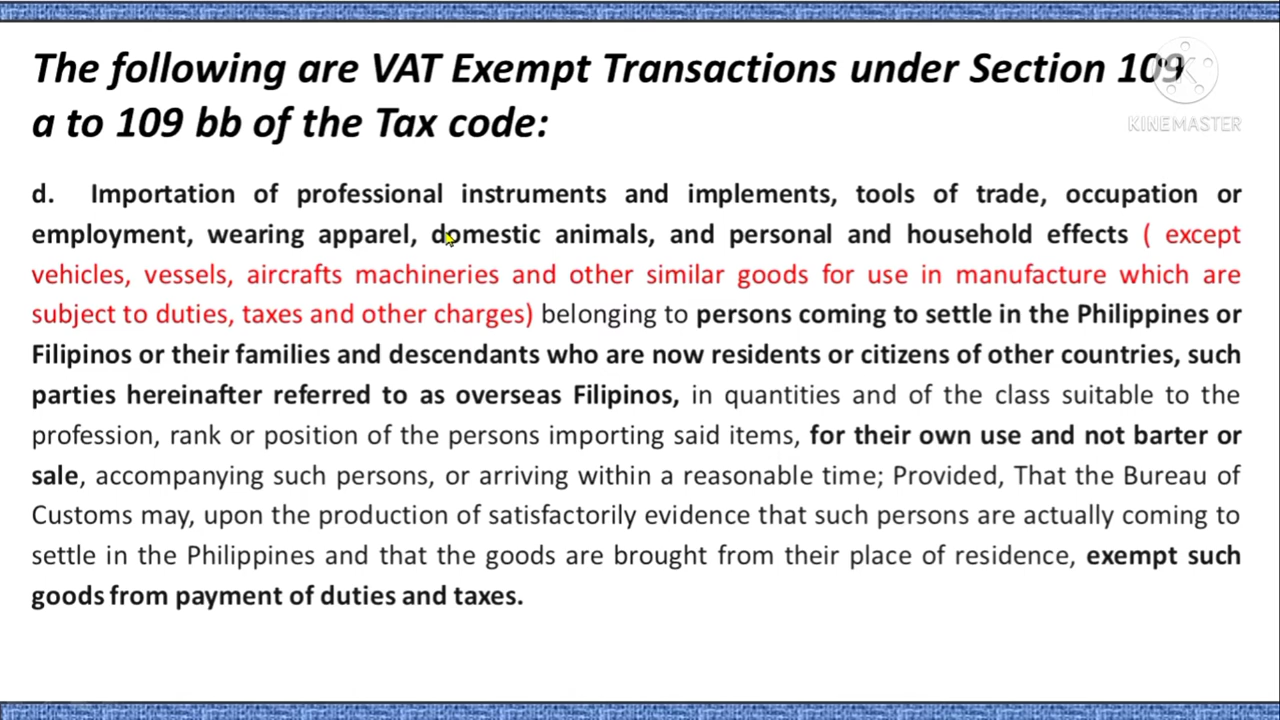 The following are VAT Exempt Transactions under Section 109
a to 109 bb of the Tax code:
KINEMASTER
d. Importation of professional instruments and implements, tools of trade, occupation or
employment, wearing apparel, domestic animals, and personal and household effects ( except
vehicles, vessels, aircrafts machineries and other similar goods for use in manufacture which are
subject to duties, taxes and other charges) belonging to persons coming to settle in the Philippines or
Filipinos or their families and descendants who are now residents or citizens of other countries, such
parties hereinafter referred to as overseas Filipinos, in quantities and of the class suitable to the
profession, rank or position of the persons importing said items, for their own use and not barter or
sale, accompanying such persons, or arriving within a reasonable time; Provided, That the Bureau of
Customs may, upon the production of satisfactorily evidence that such persons are actually coming to
settle in the Philippines and that the goods are brought from their place of residence, exempt such
goods from payment of duties and taxes.